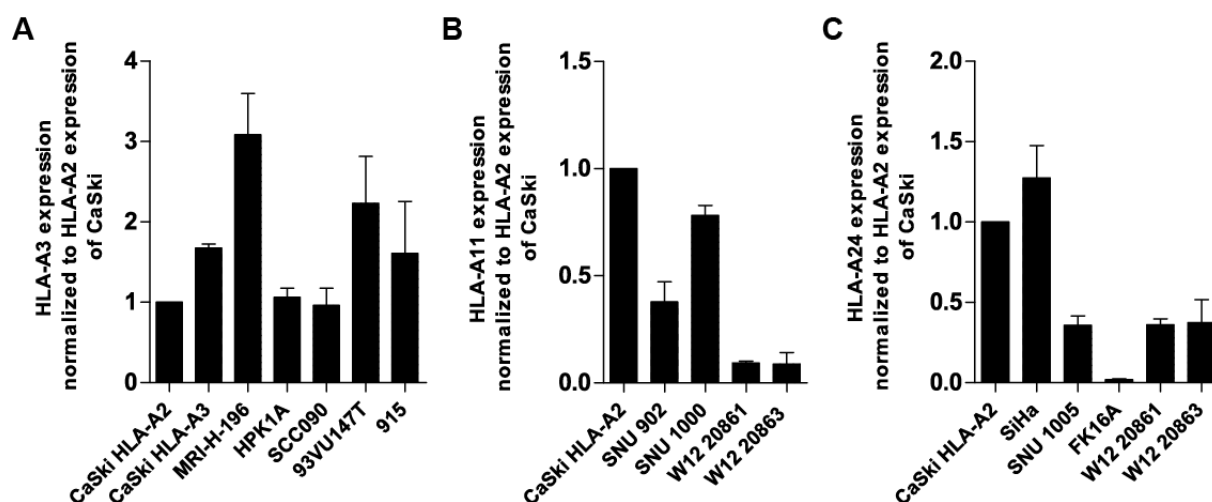 A
HLA-A3 expression
normalized to HLA-A2 expression
of CaSki
4
3
2
1
0
CaSki HLA-A2
CaSki HLA-A3
MRI-H-196
HPK1A
SCC090
93VU147T
915
B
HLA-A11 expression
normalized to HLA-A2 expression
of CaSki
1.5
1.0
0.5
0.0
CaSki HLA-A2
SNU 902
SNU 1000
W12 20861
W12 20863
C
HLA-A24 expression
normalized to HLA-A2 expression
of CaSki
2.0
1.5
1.0
0.5
0.0
CaSki HLA-A2
SiHa
SNU 1005
FK16A
W12 20861
W12 20863